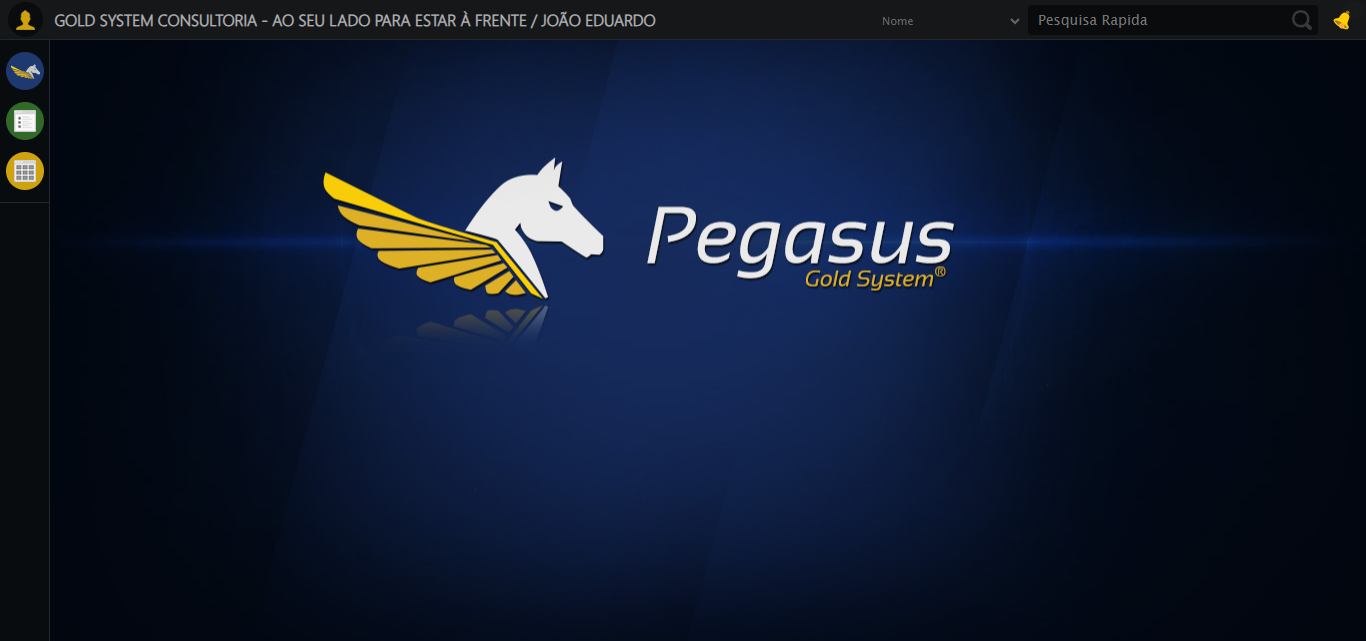 GOLD SYSTEM CONSULTORIA - AO SEU LADO PARA ESTAR À FRENTE / JOÃO EDUARDO
Nome
Pesquisa Rapida
Pegasus
Gold System®